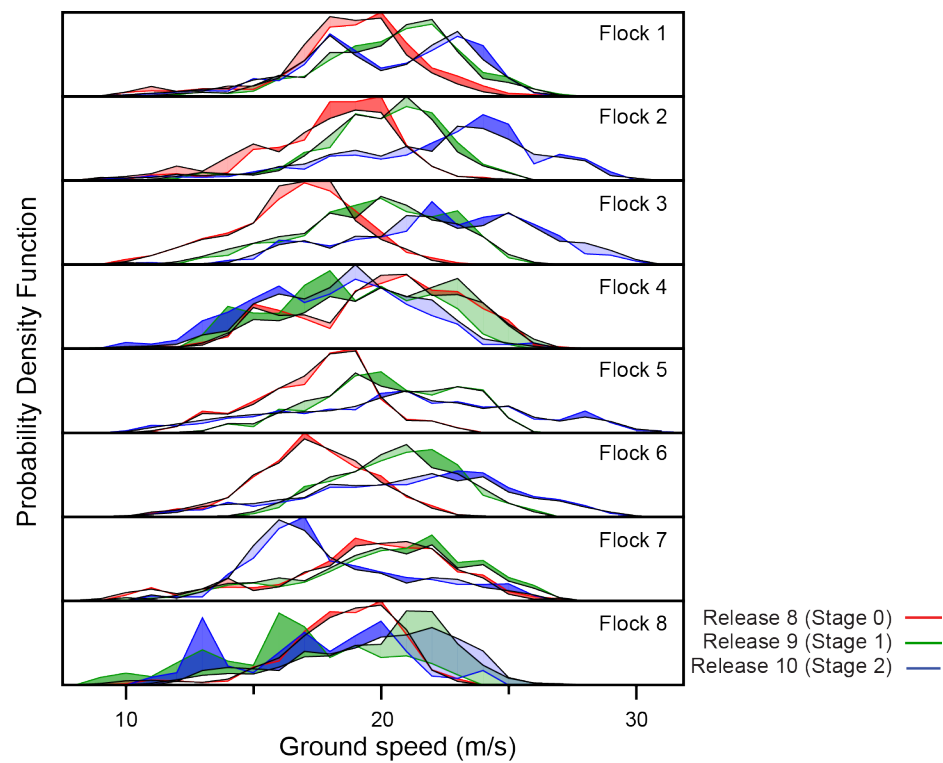 Flock 1
Flock 2
Flock 3
Flock 4
Flock 5
Flock 6
Flock 7
Flock 8
Probability Density Function
Release 8 (Stage 0)
Release 9 (Stage 1)
Release 10 (Stage 2)
10 20 30
Ground speed (m/s)